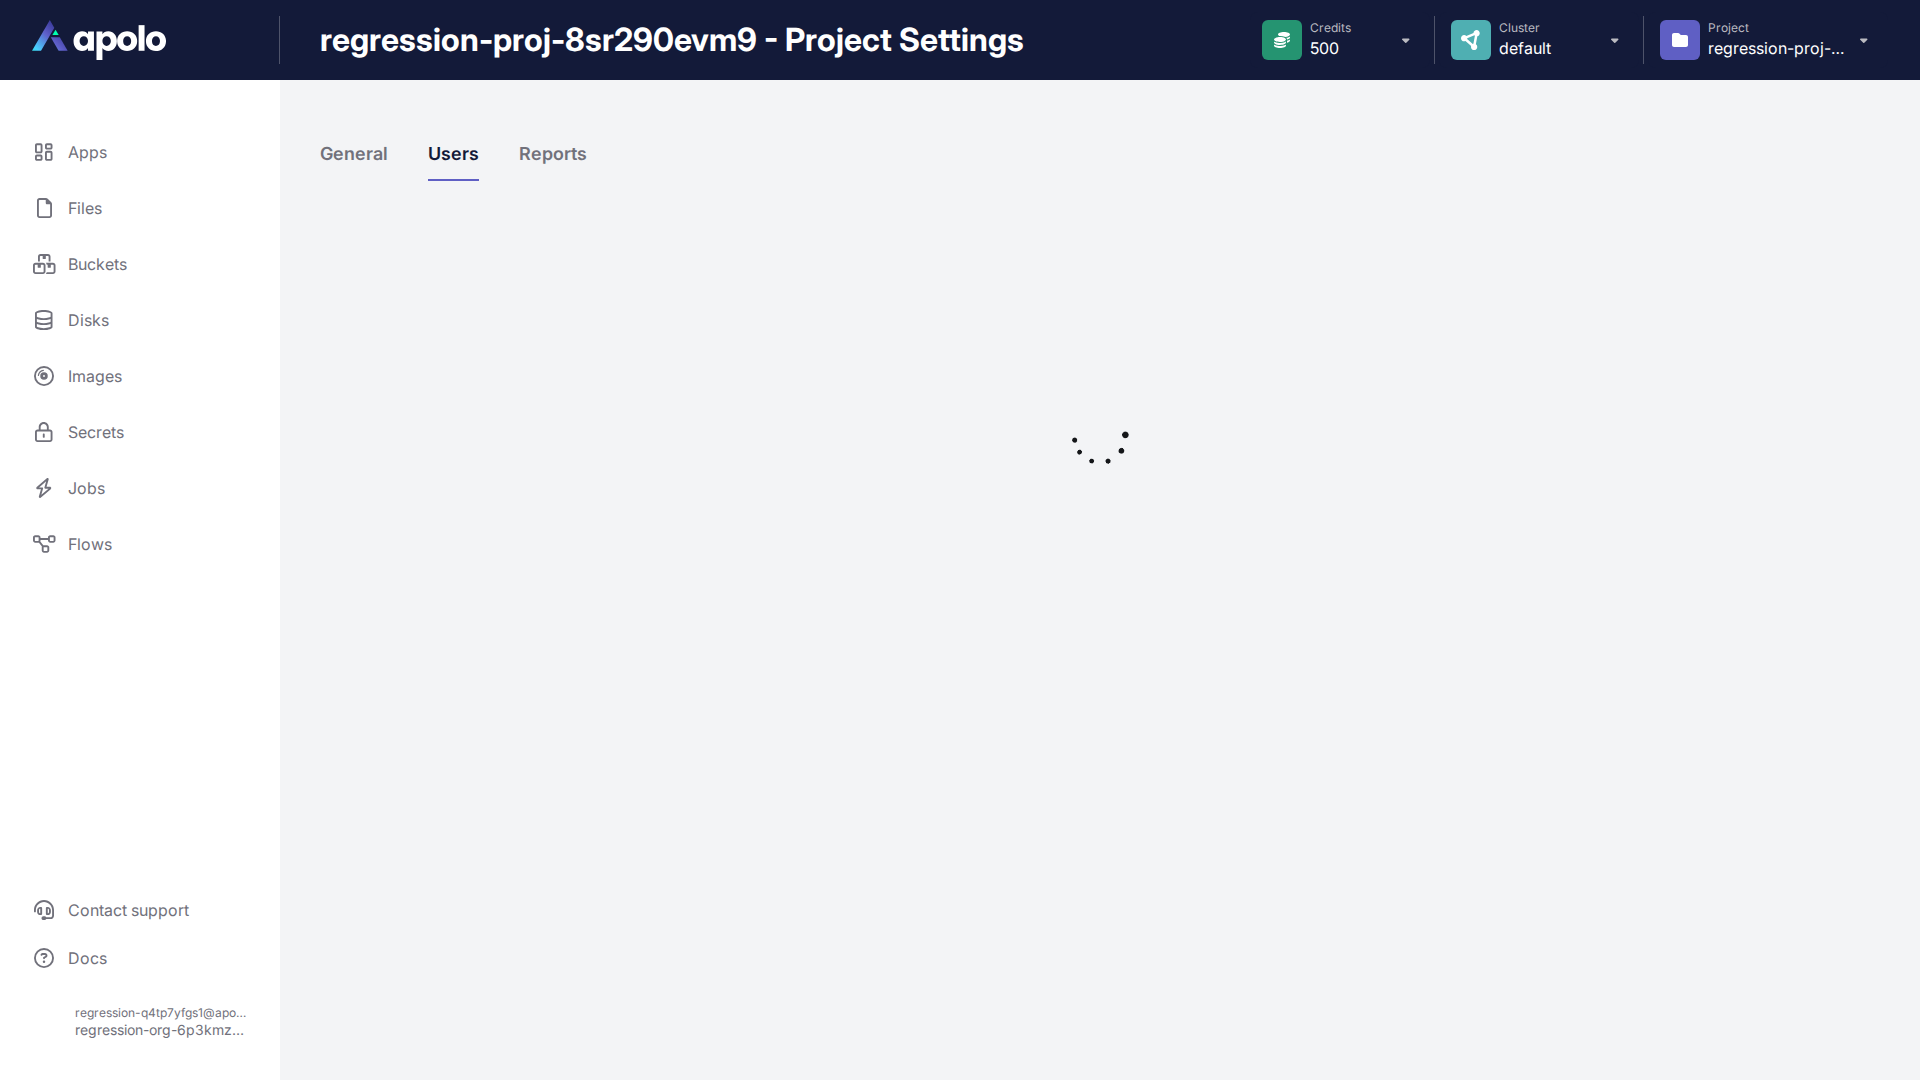 apolo
regression-proj-8sr290evm9 - Project Settings
Credits
500
Cluster
default
Project
regression-proj-...
Apps
Files
Buckets
Disks
Images
Secrets
Jobs
Flows
General
Users
Reports
Contact support
Docs
regression-q4tp7yfgs1@apo...
regression-org-6p3kmz...